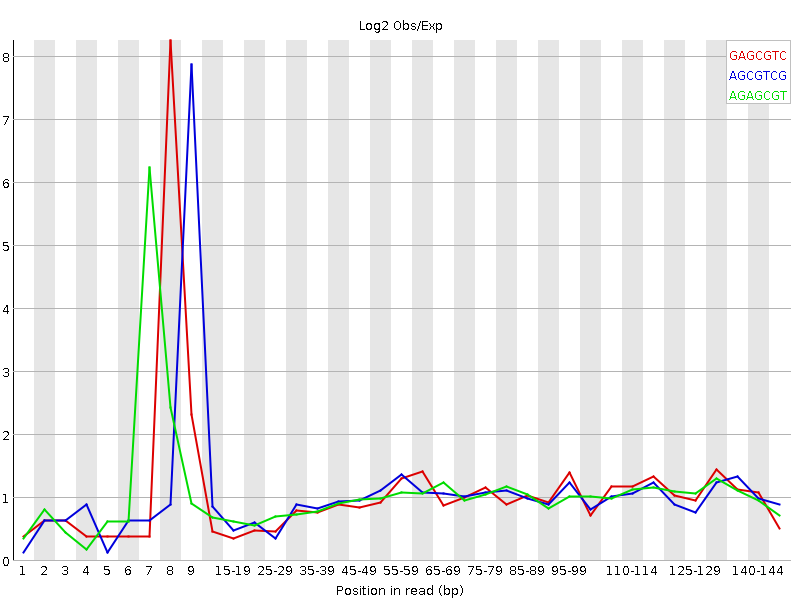 Log2 Obs/Exp
GAGCGTC
AGCGTCG
AGAGCGT
8
7
6
5
4
3
2
1
0
1 2 3 4 5 6 7 8 9 15-19 25-29 35-39 45-49 55-59 65-69 75-79 85-89 95-99 110-114 125-129 140-144
Position in read (bp)